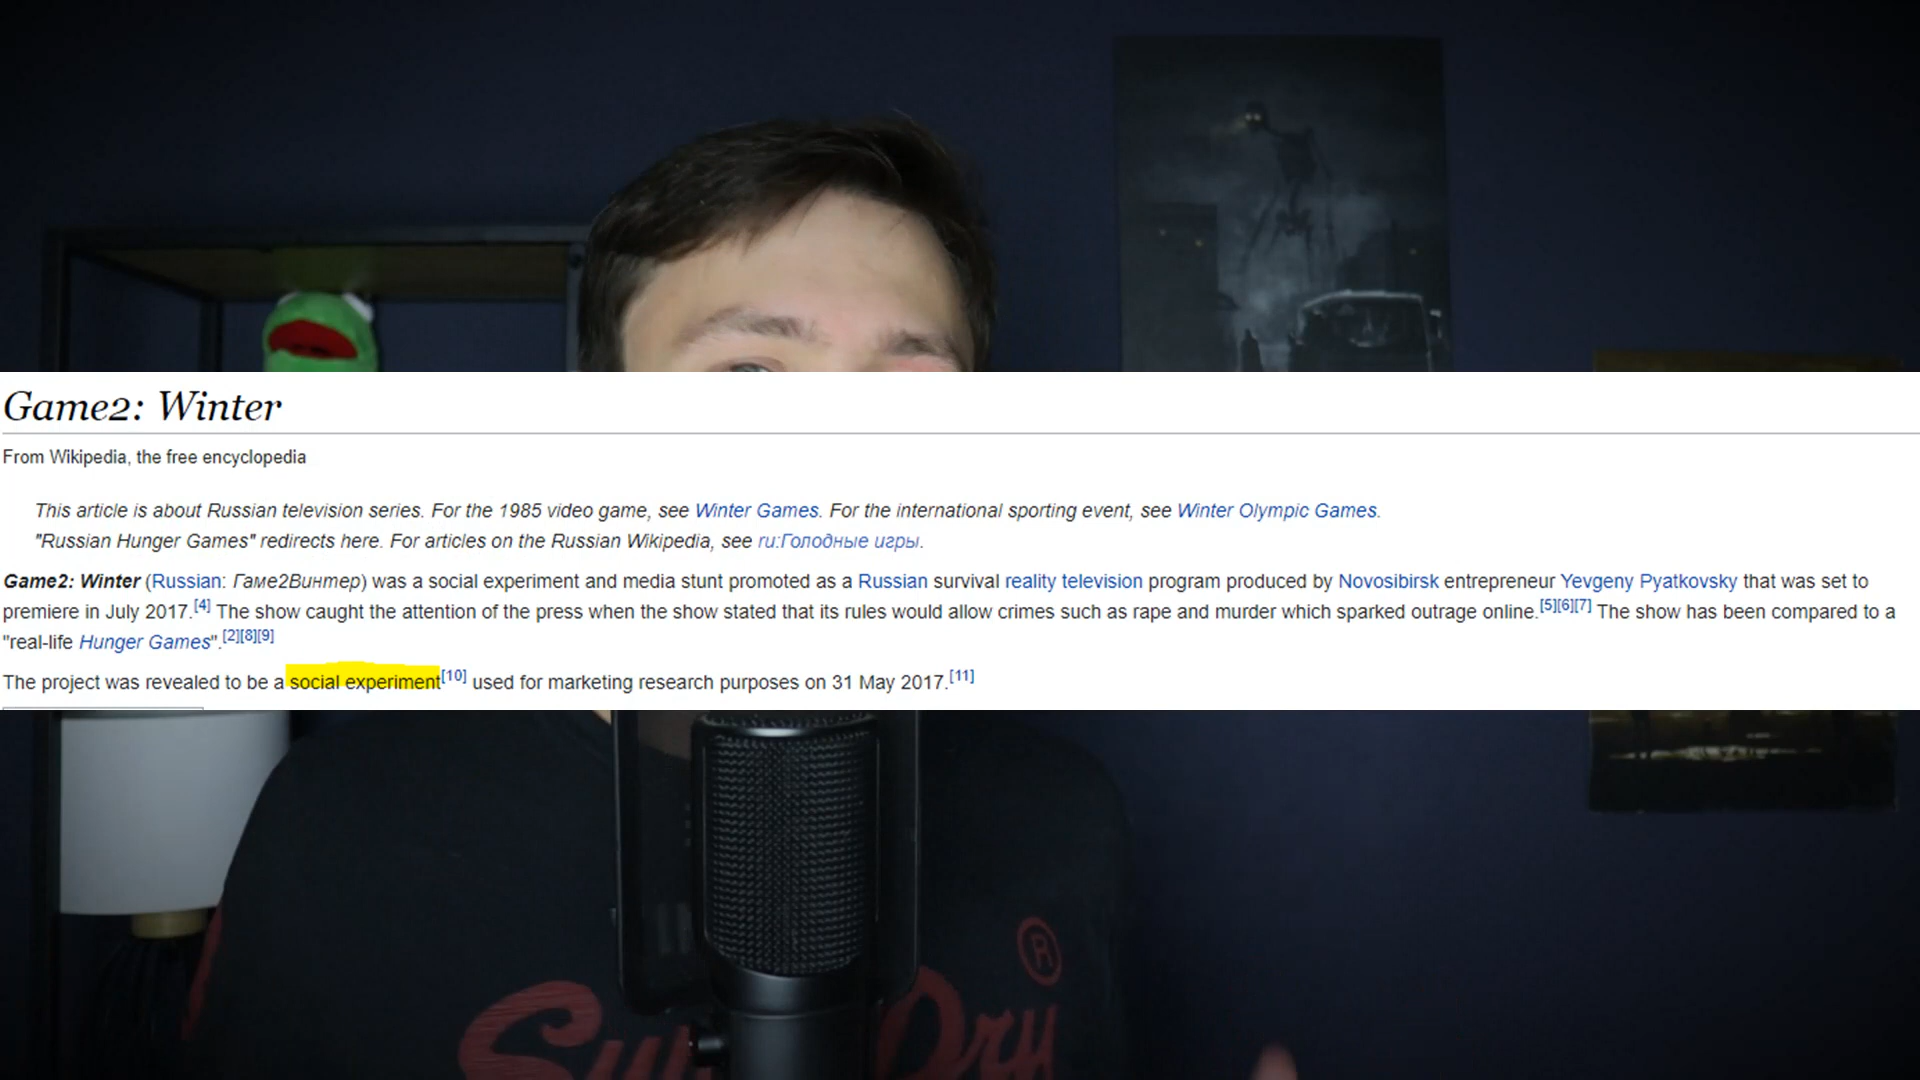 Game2: Winter
From Wikipedia, the free encyclopedia
This article is about Russian television series. For the 1985 video game, see Winter Games. For the international sporting event, see Winter Olympic Games.
"Russian Hunger Games" redirects here. For articles on the Russian Wikipedia, see ru:Голодные игры.
Game2: Winter (Russian: Гаме2Винтер) was a social experiment and media stunt promoted as a Russian survival reality television program produced by Novosibirsk entrepreneur Yevgeny Pyatkovsky that was set to
premiere in July 2017.[4] The show caught the attention of the press when the show stated that its rules would allow crimes such as rape and murder which sparked outrage online.[5][6][7] The show has been compared to a
"real-life Hunger Games".[2][8][9]
The project was revealed to be a social experiment[10] used for marketing research purposes on 31 May 2017.[11]
®